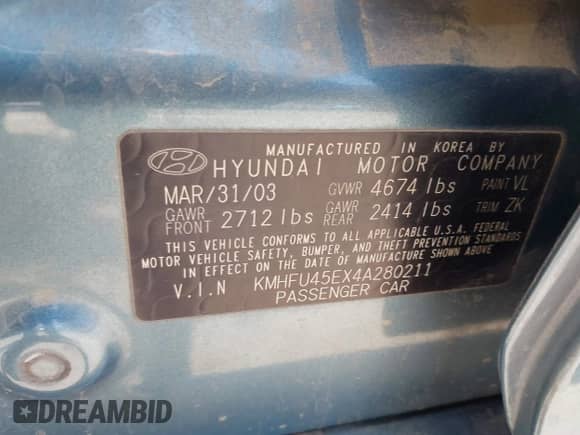 MANUFACTURED IN KOREA BY
HYUNDAI MOTOR COMPANY
MAR/31/03 GVWR 4674 lbs PAINT VL
GAWR FRONT 2712 lbs GAWR REAR 2414 lbs TRIM ZK
THIS VEHICLE CONFORMS TO ALL APPLICABLE U.S.A. FEDERAL
MOTOR VEHICLE SAFETY, BUMPER, AND THEFT PREVENTION STANDARDS
IN EFFECT ON THE DATE OF MANUFACTURE SHOWN ABOVE
V.I.N KMHFU45EX4A280211
PASSENGER CAR
DREAMBID